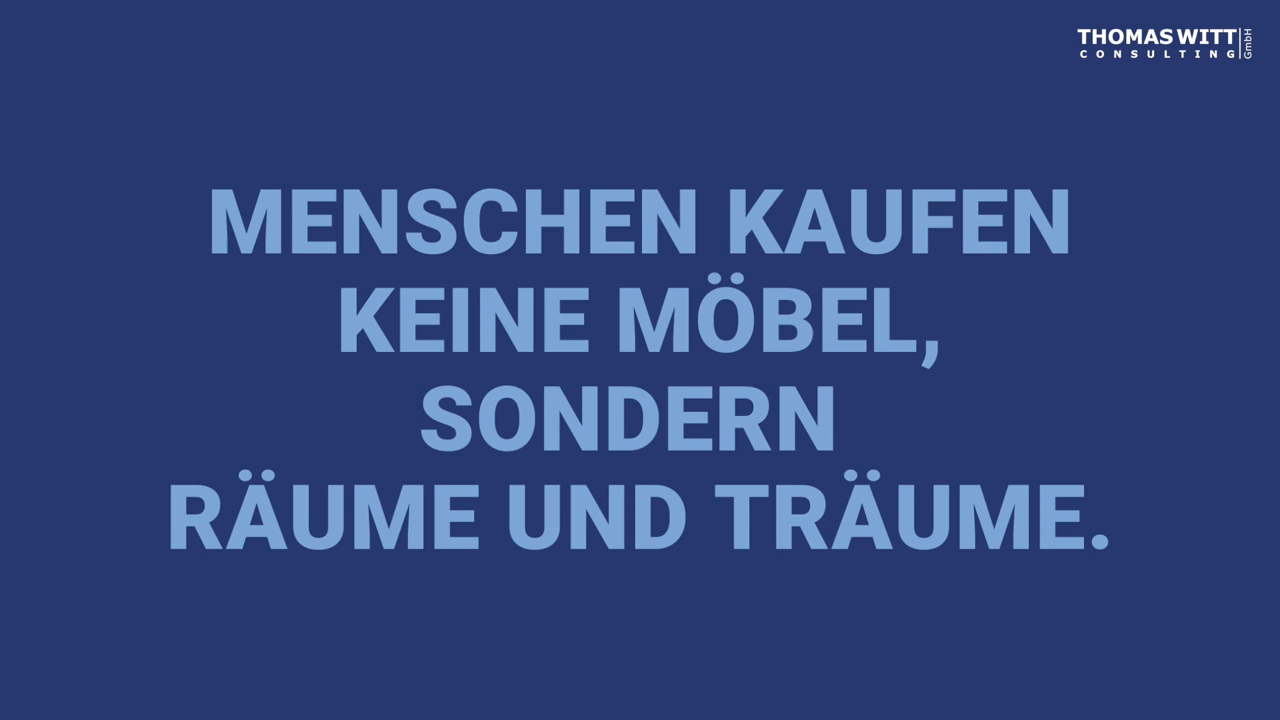 THOMAS WITT
CONSULTING
GmbH
MENSCHEN KAUFEN
KEINE MÖBEL,
SONDERN
RÄUME UND TRÄUME.